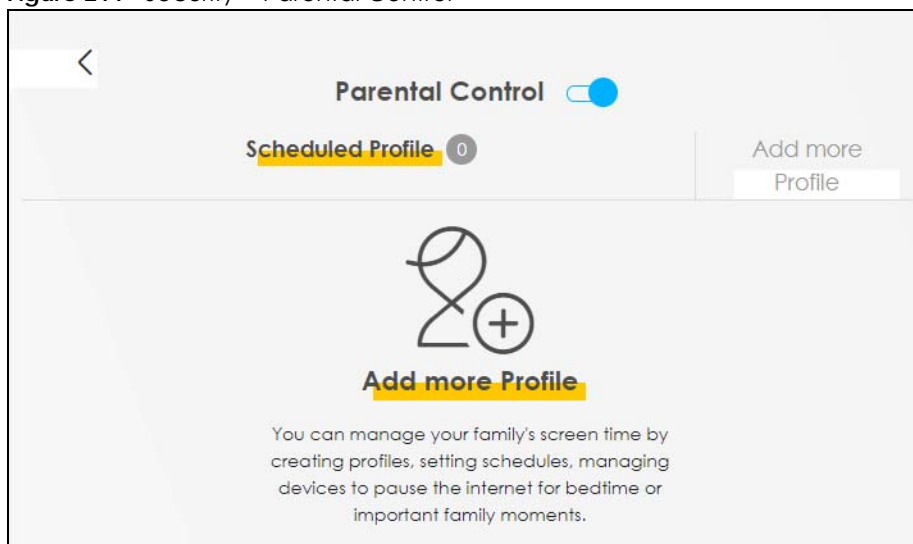 Parental Control
Scheduled Profile 0
Add more
Profile
Add more Profile
You can manage your family's screen time by
creating profiles, setting schedules, managing
devices to pause the internet for bedtime or
important family moments.